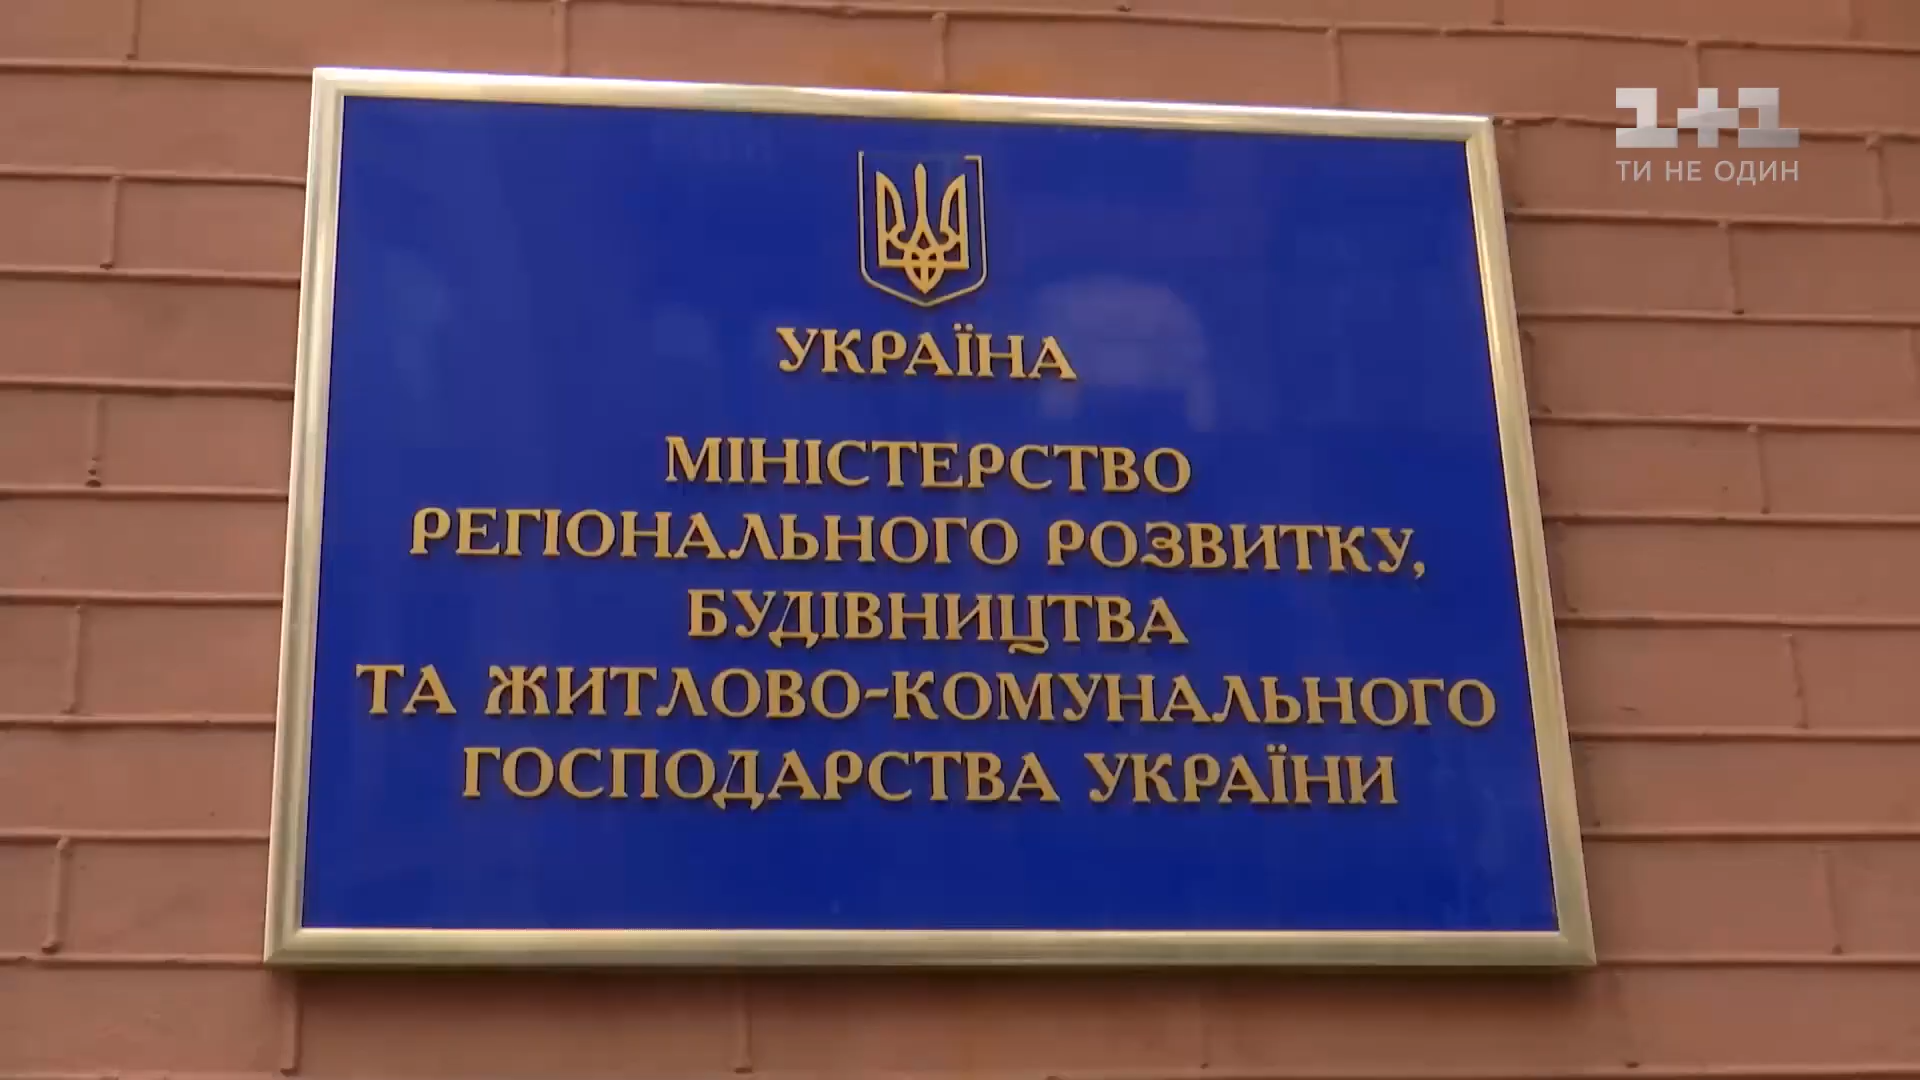 1+1
ТИ НЕ ОДИН
УКРАЇНА
МІНІСТЕРСТВО
РЕГІОНАЛЬНОГО РОЗВИТКУ,
БУДІВНИЦТВА
ТА ЖИТЛОВО-КОМУНАЛЬНОГО
ГОСПОДАРСТВА УКРАЇНИ